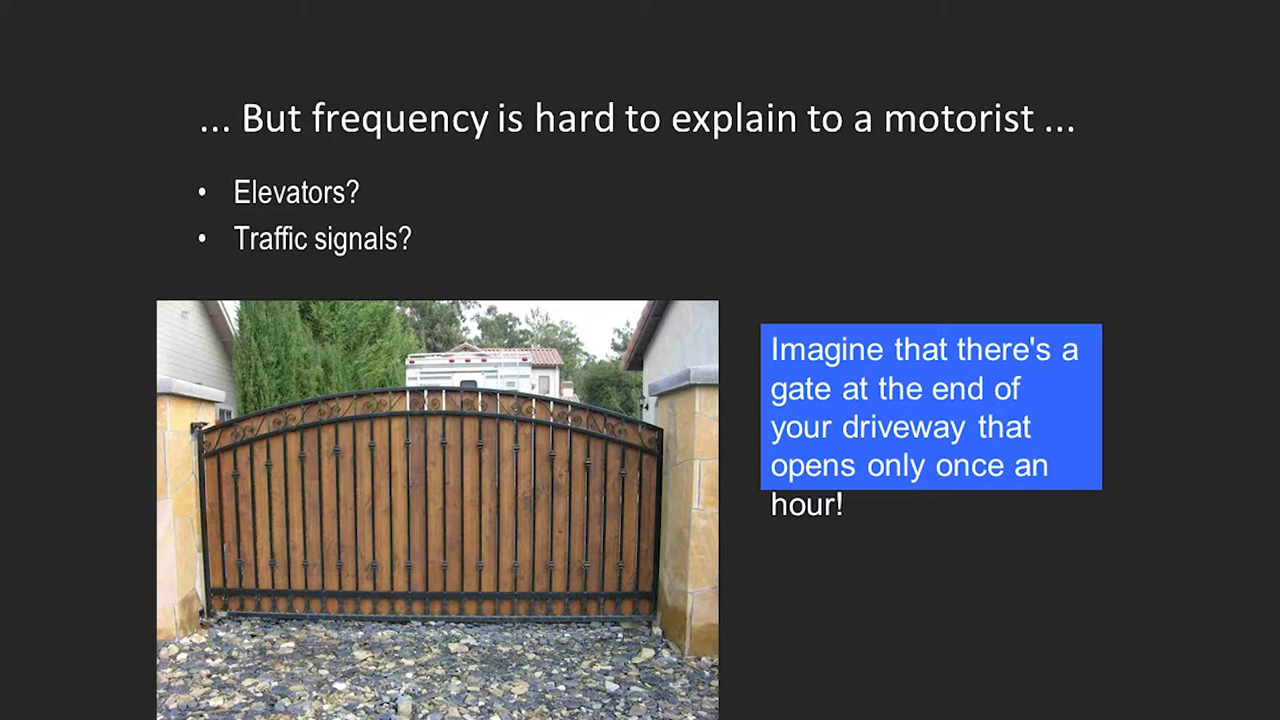 ... But frequency is hard to explain to a motorist ...
• Elevators?
• Traffic signals?
Imagine that there's a
gate at the end of
your driveway that
opens only once an
hour!